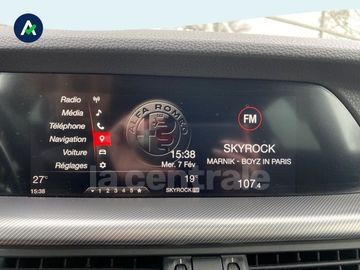 Radio
Média
Téléphone
Navigation
Voiture
Réglages
ALFA ROMEO
15:38
Mer. 7 Fév
FM
SKYROCK
MARNIK - BOYZ IN PARIS
107.4
27°
15:38
19°
SKYROCK
la centrale